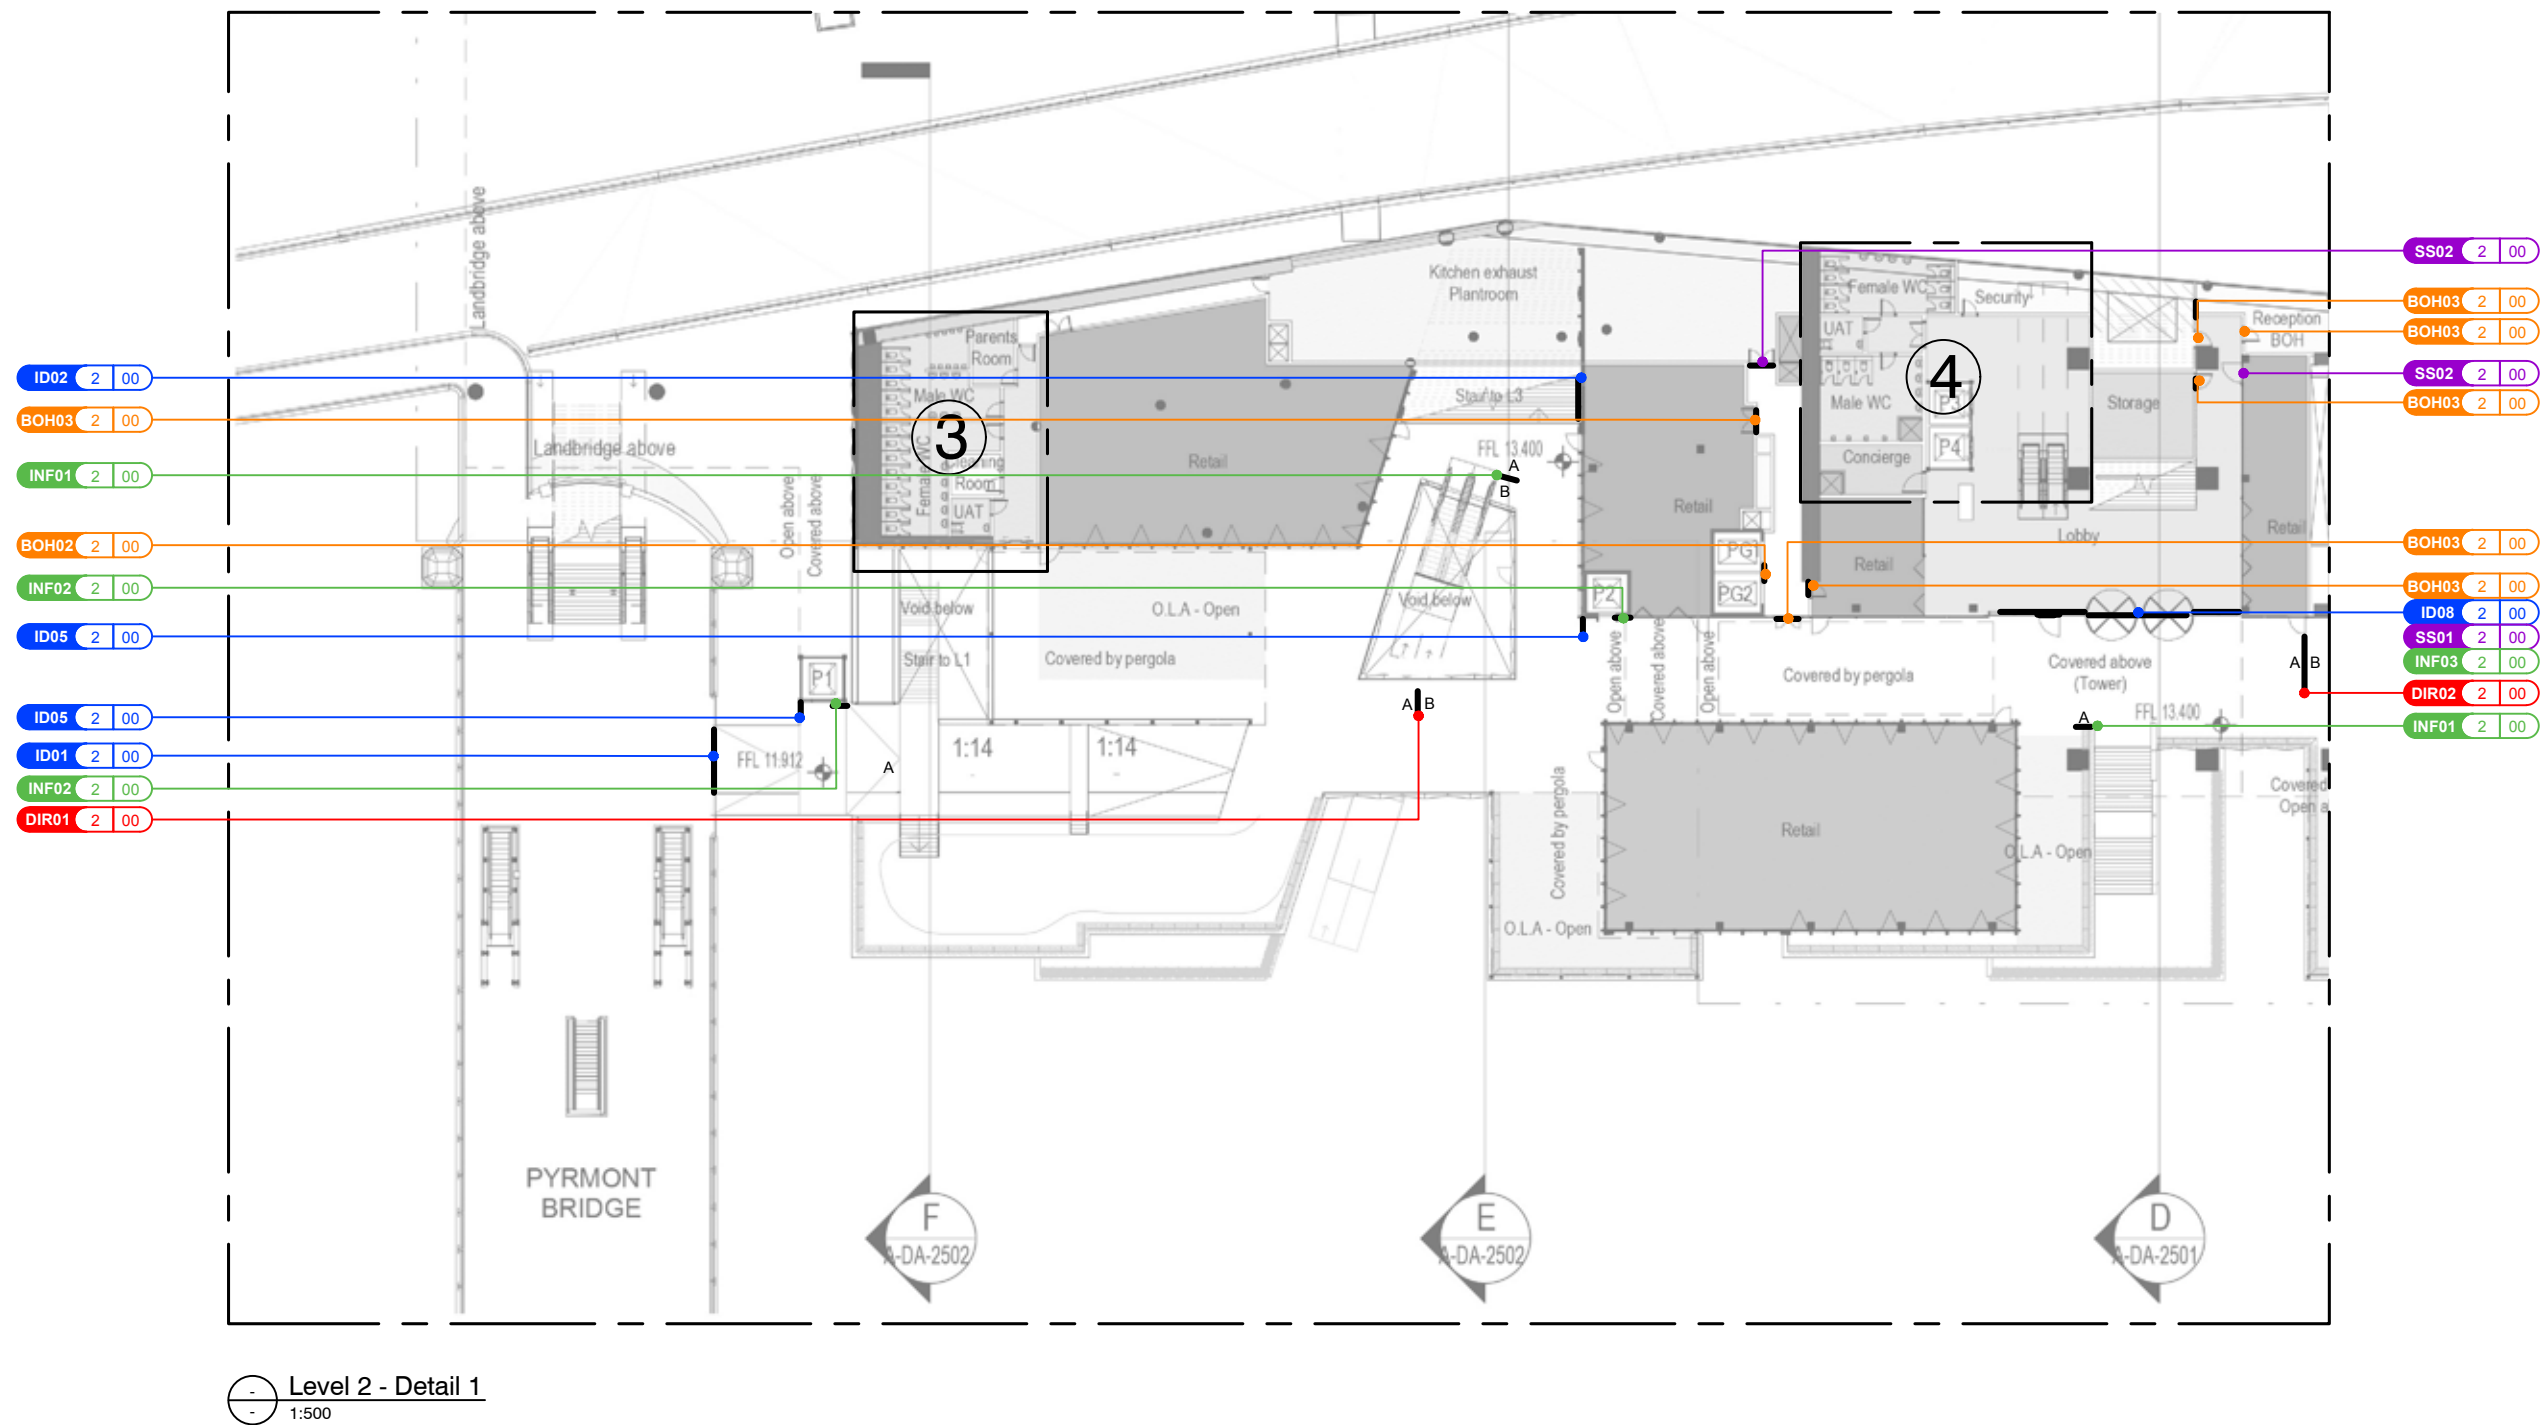 Landbridge above
Kitchen exhaust
Plantroom
Female WC
Security
UAT
Male WC
P3
P4
Concierge
Storage
Reception
BOH
Parents
Room
Male WC
Female WC
Cleaning
Room
UAT
3
4
Landbridge above
Open above
Covered above
Retail
Stair to L3
FFL 13.400
A
B
Retail
PG1
PG2
P2
Retail
Lobby
Retail
Void below
O.L.A - Open
Void below
Stair to L1
Covered by pergola
P1
Open above
Covered above
Open above
Covered by pergola
Covered above
(Tower)
A B
A B
A
FFL 13.400
FFL 11.912
A
1:14
1:14
Covered
Open a
Covered by pergola
Retail
O.L.A - Open
O.L.A - Open
PYRMONT
BRIDGE
F
A-DA-2502
E
A-DA-2502
D
A-DA-2501
ID02 2 00
BOH03 2 00
INF01 2 00
BOH02 2 00
INF02 2 00
ID05 2 00
ID05 2 00
ID01 2 00
INF02 2 00
DIR01 2 00
SS02 2 00
BOH03 2 00
BOH03 2 00
SS02 2 00
BOH03 2 00
BOH03 2 00
BOH03 2 00
ID08 2 00
SS01 2 00
INF03 2 00
DIR02 2 00
INF01 2 00
-
-
Level 2 - Detail 1
1:500